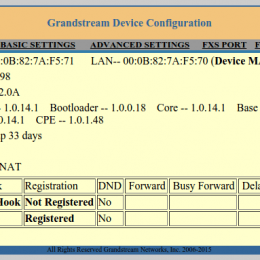 Grandstream Device Configuration
BASIC SETTINGS ADVANCED SETTINGS FXS PORT
:0B:82:7A:F5:71 LAN-- 00:0B:82:7A:F5:70 (Device MA
98
2.0A
- 1.0.14.1 Bootloader -- 1.0.0.18 Core -- 1.0.14.1 Base
0.14.1 CPE -- 1.0.1.48
p 33 days
NAT
k Registration DND Forward Busy Forward Dela
Hook Not Registered No
Registered No
All Rights Reserved Grandstream Networks, Inc. 2006-2015